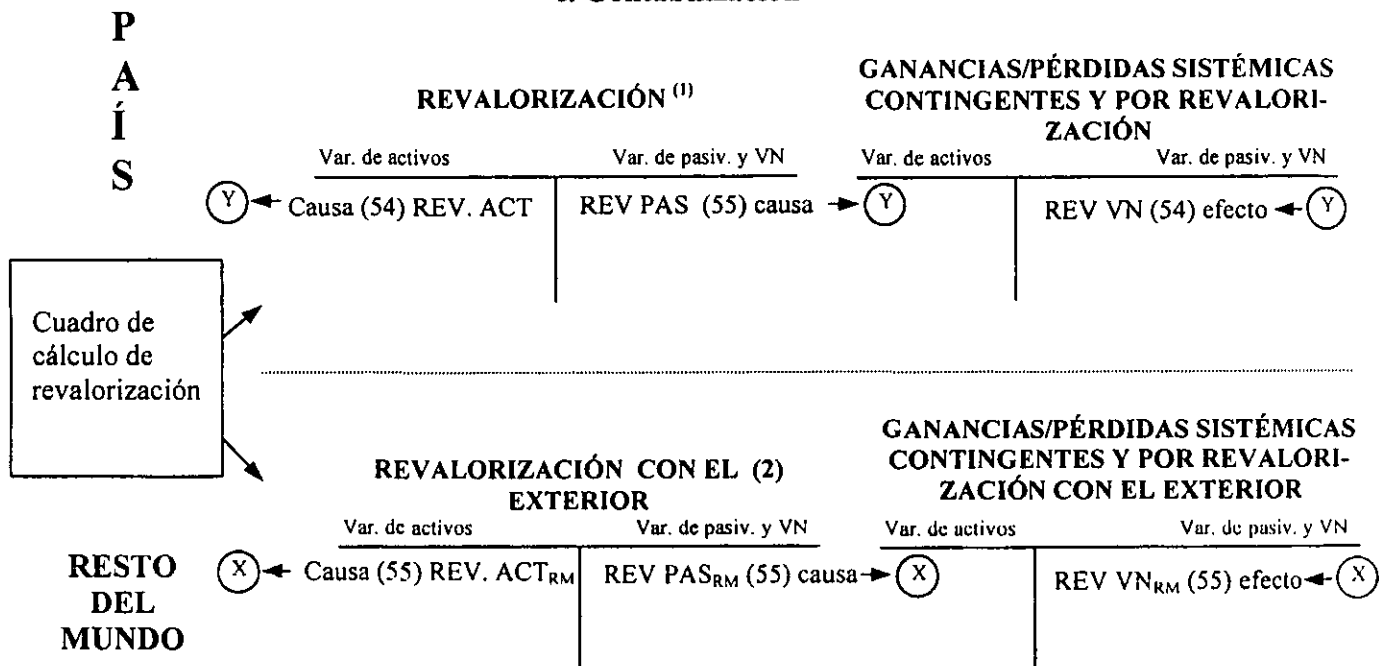 P
A
Í
S
REVALORIZACIÓN (1)
GANANCIAS/PÉRDIDAS SISTÉMICAS
CONTINGENTES Y POR REVALORI-
ZACIÓN
Var. de activos Var. de pasiv. y VN
Var. de activos Var. de pasiv. y VN
Y Causa (54) REV. ACT REV PAS (55) causa Y REV VN (54) efecto Y
Cuadro de
cálculo de
revalorización
REVALORIZACIÓN CON EL (2)
EXTERIOR
GANANCIAS/PÉRDIDAS SISTÉMICAS
CONTINGENTES Y POR REVALORI-
ZACIÓN CON EL EXTERIOR
Var. de activos Var. de pasiv. y VN
Var. de activos Var. de pasiv. y VN
RESTO
DEL
MUNDO
X Causa (55) REV. ACTRM REV PASRM (55) causa X REV VNRM (55) efecto X